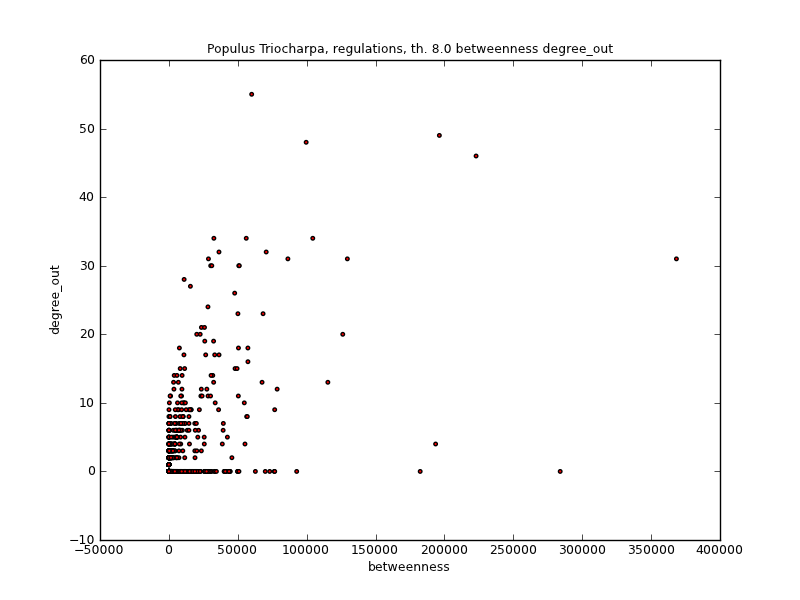 Populus Triocharpa, regulations, th. 8.0 betweenness degree_out
60
50
40
30
20
10
0
−10
degree_out
−50000 0 50000 100000 150000 200000 250000 300000 350000 400000
betweenness